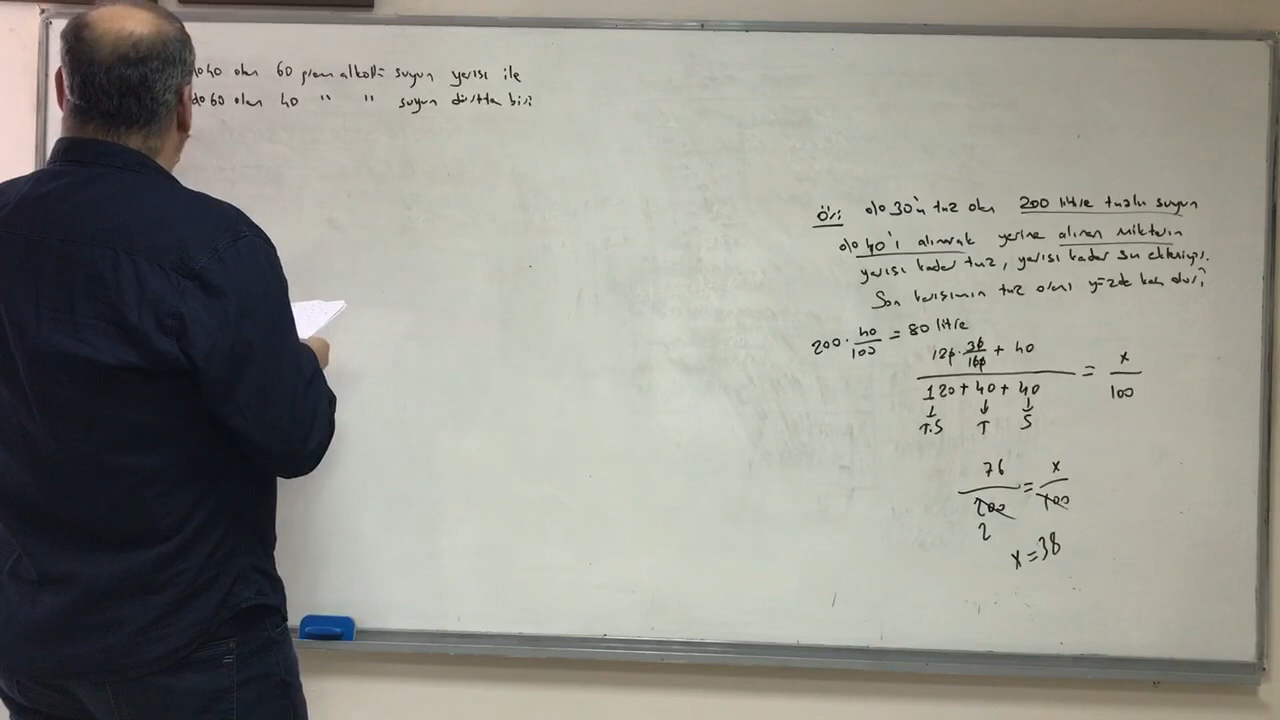 %40 olan 60 gram alkollü suyun yarısı ile
%60 olan 40 " " suyun dörtte biri
Ör: %30'u tuz olan 200 litre tuzlu suyun
%40'ı alınarak yerine alınan miktarın
yarısı kadar tuz, yarısı kadar su ekleniyor.
Son karışımın tuz oranı yüzde kaç olur?
200 · 40/100 = 80 litre
120 · 30/100 + 40
120 + 40 + 40 = x/100
↓ ↓ ↓
T.S T S
76/200 = x/100
2
x = 38